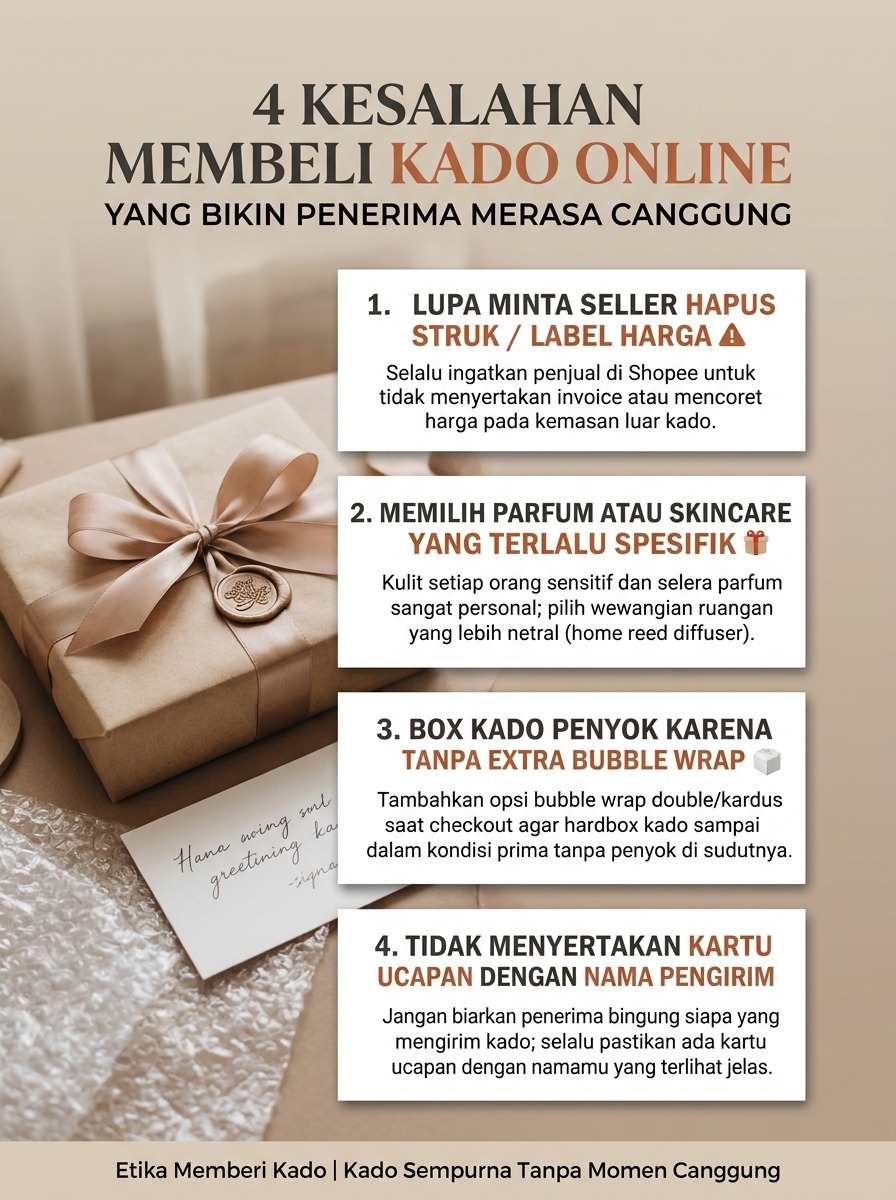 4 KESALAHAN
MEMBELI KADO ONLINE
YANG BIKIN PENERIMA MERASA CANGGUNG
1. LUPA MINTA SELLER HAPUS
STRUK / LABEL HARGA
Selalu ingatkan penjual di Shopee untuk
tidak menyertakan invoice atau mencoret
harga pada kemasan luar kado.
2. MEMILIH PARFUM ATAU SKINCARE
YANG TERLALU SPESIFIK
Kulit setiap orang sensitif dan selera parfum
sangat personal; pilih wewangian ruangan
yang lebih netral (home reed diffuser).
3. BOX KADO PENYOK KARENA
TANPA EXTRA BUBBLE WRAP
Tambahkan opsi bubble wrap double/kardus
saat checkout agar hardbox kado sampai
dalam kondisi prima tanpa penyok di sudutnya.
Hana
greetining
4. TIDAK MENYERTAKAN KARTU
UCAPAN DENGAN NAMA PENGIRIM
Jangan biarkan penerima bingung siapa yang
mengirim kado; selalu pastikan ada kartu
ucapan dengan namamu yang terlihat jelas.
Etika Memberi Kado | Kado Sempurna Tanpa Momen Canggung